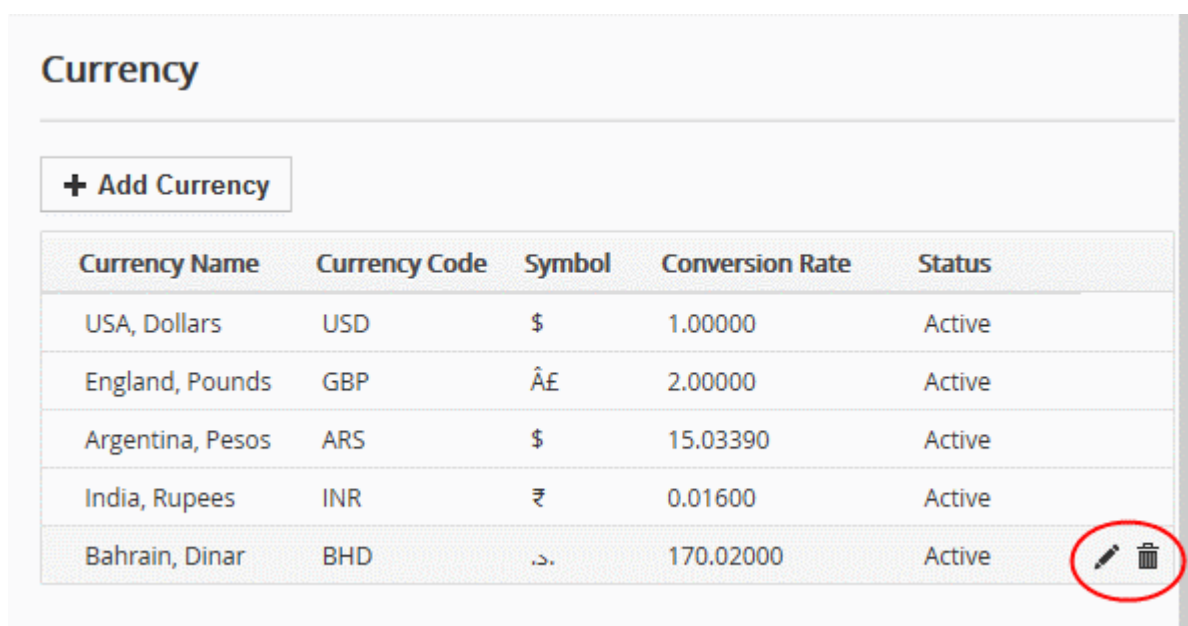 Currency
+ Add Currency
Currency Name Currency Code Symbol Conversion Rate Status
USA, Dollars USD $ 1.00000 Active
England, Pounds GBP Â£ 2.00000 Active
Argentina, Pesos ARS $ 15.03390 Active
India, Rupees INR ₹ 0.01600 Active
Bahrain, Dinar BHD .د. 170.02000 Active